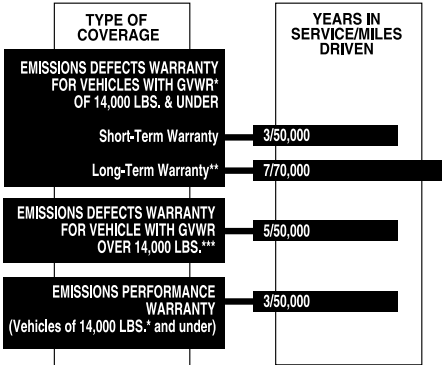 TYPE OF
COVERAGE
YEARS IN
SERVICE/MILES
DRIVEN
EMISSIONS DEFECTS WARRANTY
FOR VEHICLES WITH GVWR*
OF 14,000 LBS. & UNDER
Short-Term Warranty
3/50,000
Long-Term Warranty**
7/70,000
EMISSIONS DEFECTS WARRANTY
FOR VEHICLE WITH GVWR
OVER 14,000 LBS.***
5/50,000
EMISSIONS PERFORMANCE
WARRANTY
(Vehicles of 14,000 LBS.* and under)
3/50,000